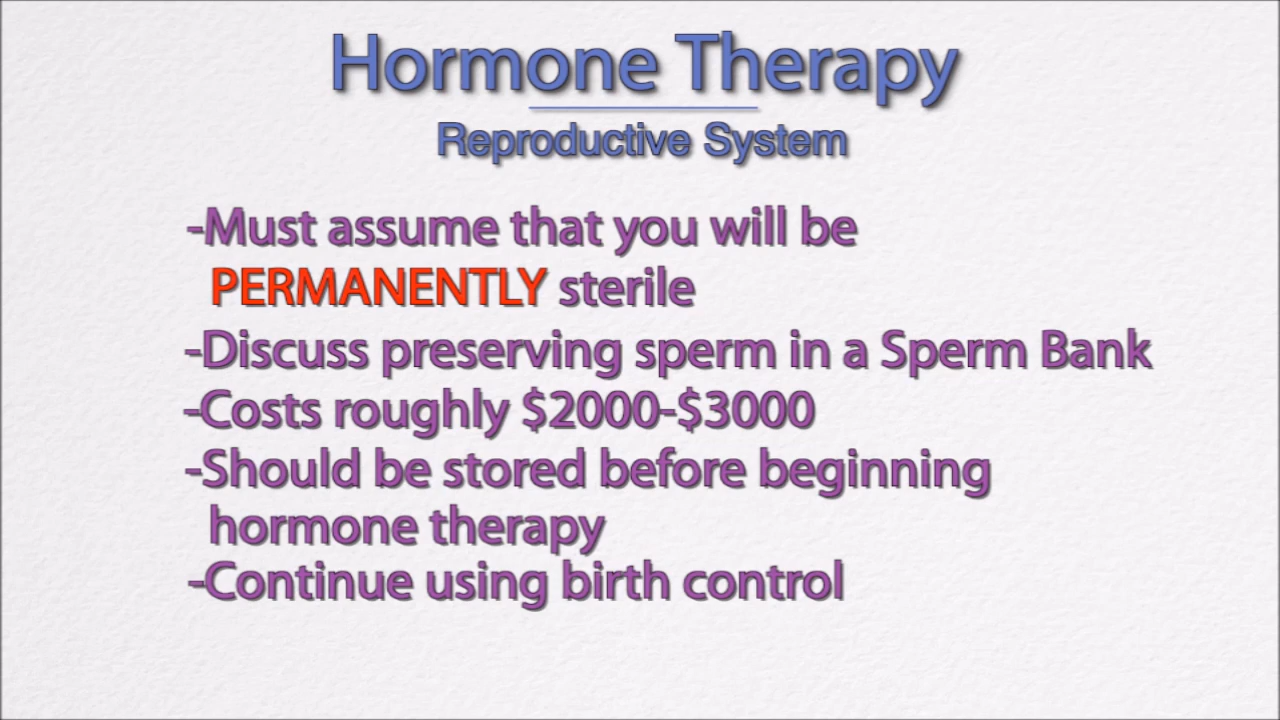 Hormone Therapy
Reproductive System
-Must assume that you will be
PERMANENTLY sterile
-Discuss preserving sperm in a Sperm Bank
-Costs roughly $2000-$3000
-Should be stored before beginning
hormone therapy
-Continue using birth control